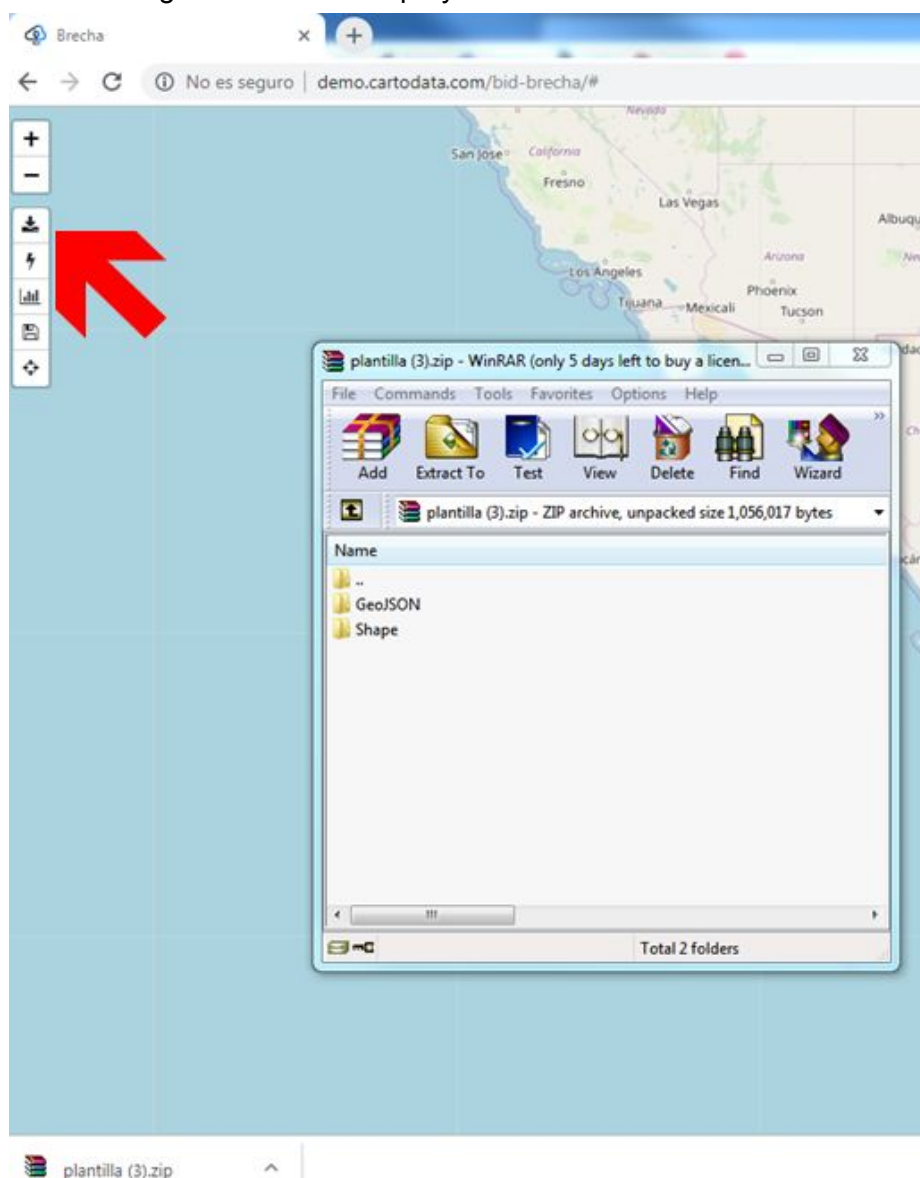 Brecha
No es seguro | demo.cartodata.com/bid-brecha/#
Nevada
San Jose
California
Fresno
Las Vegas
Albuqu
Arizona
Los Angeles
Phoenix
Tijuana
Mexicali
Tucson
plantilla (3).zip - WinRAR (only 5 days left to buy a licen...
File Commands Tools Favorites Options Help
Add Extract To Test View Delete Find Wizard
plantilla (3).zip - ZIP archive, unpacked size 1,056,017 bytes
Name
..
GeoJSON
Shape
Total 2 folders
plantilla (3).zip